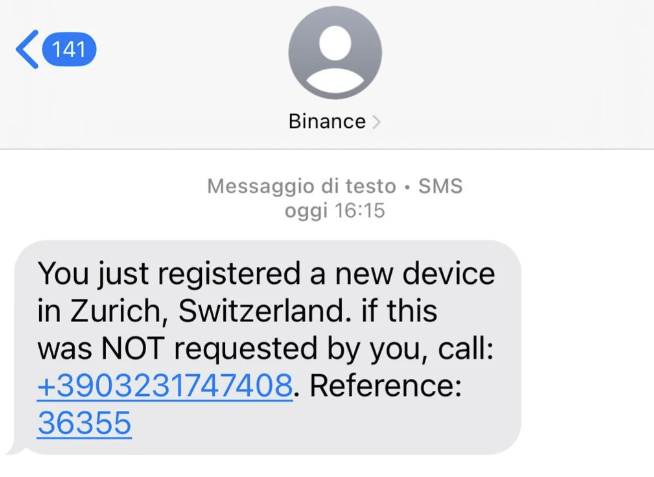 141
Binance
Messaggio di testo • SMS
oggi 16:15
You just registered a new device
in Zurich, Switzerland. if this
was NOT requested by you, call:
+3903231747408. Reference:
36355